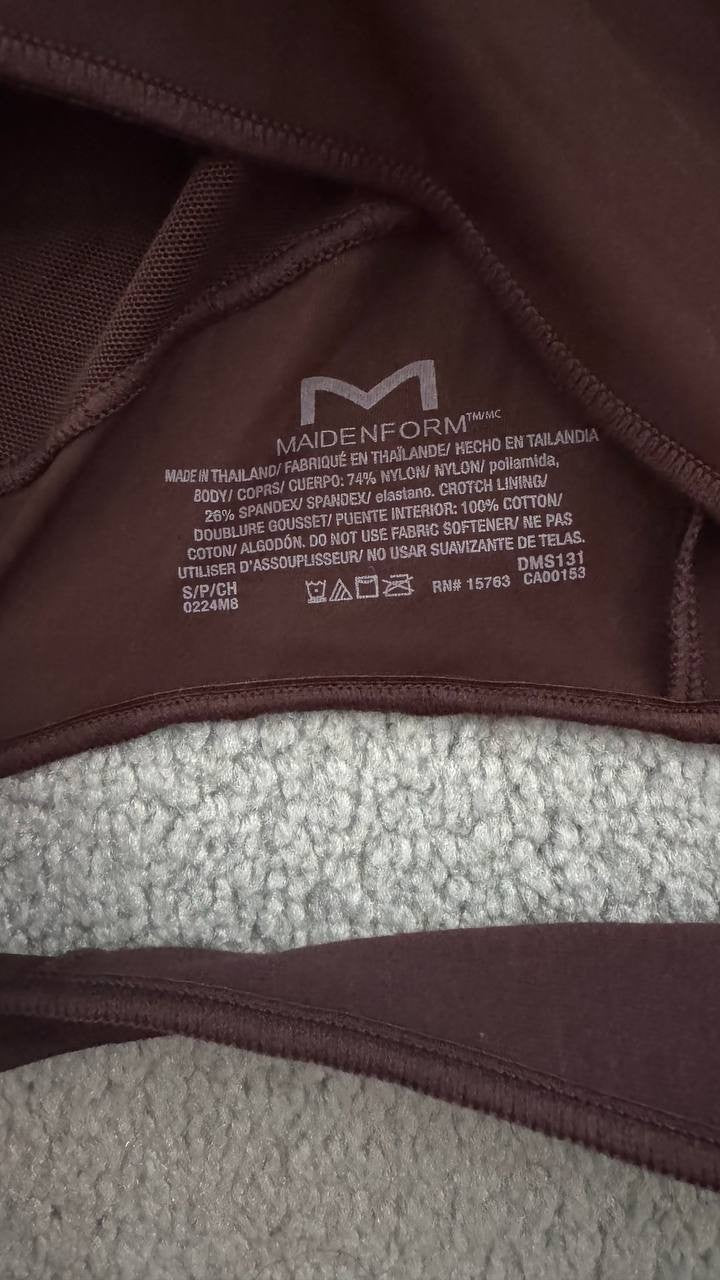 MAIDENFORM™/MC
MADE IN THAILAND/ FABRIQUÉ EN THAÏLANDE/ HECHO EN TAILANDIA
BODY/ COPRS/ CUERPO: 74% NYLON/ NYLON/ poliamida,
26% SPANDEX/ SPANDEX/ elastano. CROTCH LINING/
DOUBLURE GOUSSET/ PUENTE INTERIOR: 100% COTTON/
COTON/ ALGODÓN. DO NOT USE FABRIC SOFTENER/ NE PAS
UTILISER D'ASSOUPLISSEUR/ NO USAR SUAVIZANTE DE TELAS.
S/P/CH DMS131
0224M8 RN# 15763 CA00153